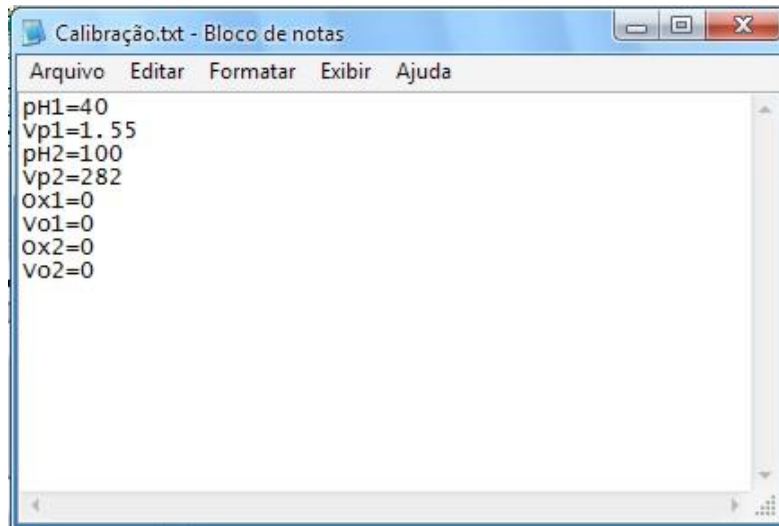 Calibração.txt - Bloco de notas
Arquivo Editar Formatar Exibir Ajuda
pH1=40
Vp1=1.55
pH2=100
Vp2=282
Ox1=0
Vo1=0
Ox2=0
Vo2=0